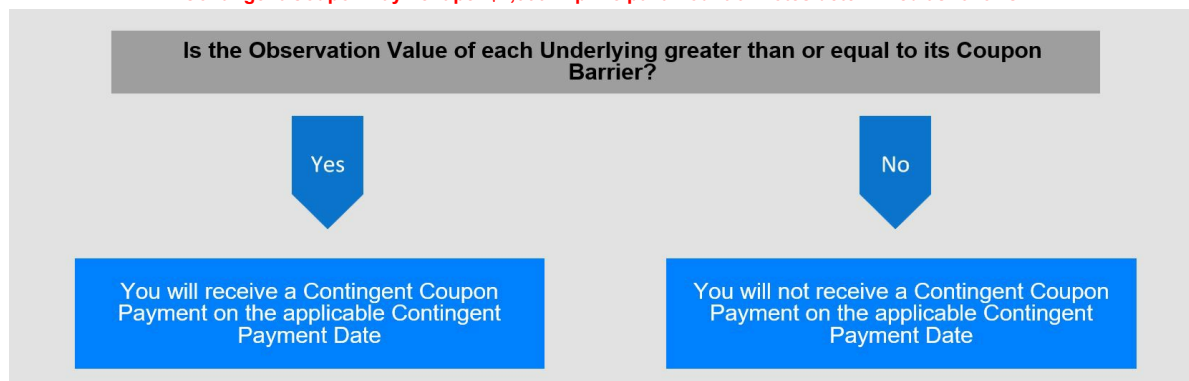 Is the Observation Value of each Underlying greater than or equal to its Coupon
Barrier?
Yes
No
You will receive a Contingent Coupon
Payment on the applicable Contingent
Payment Date
You will not receive a Contingent Coupon
Payment on the applicable Contingent
Payment Date